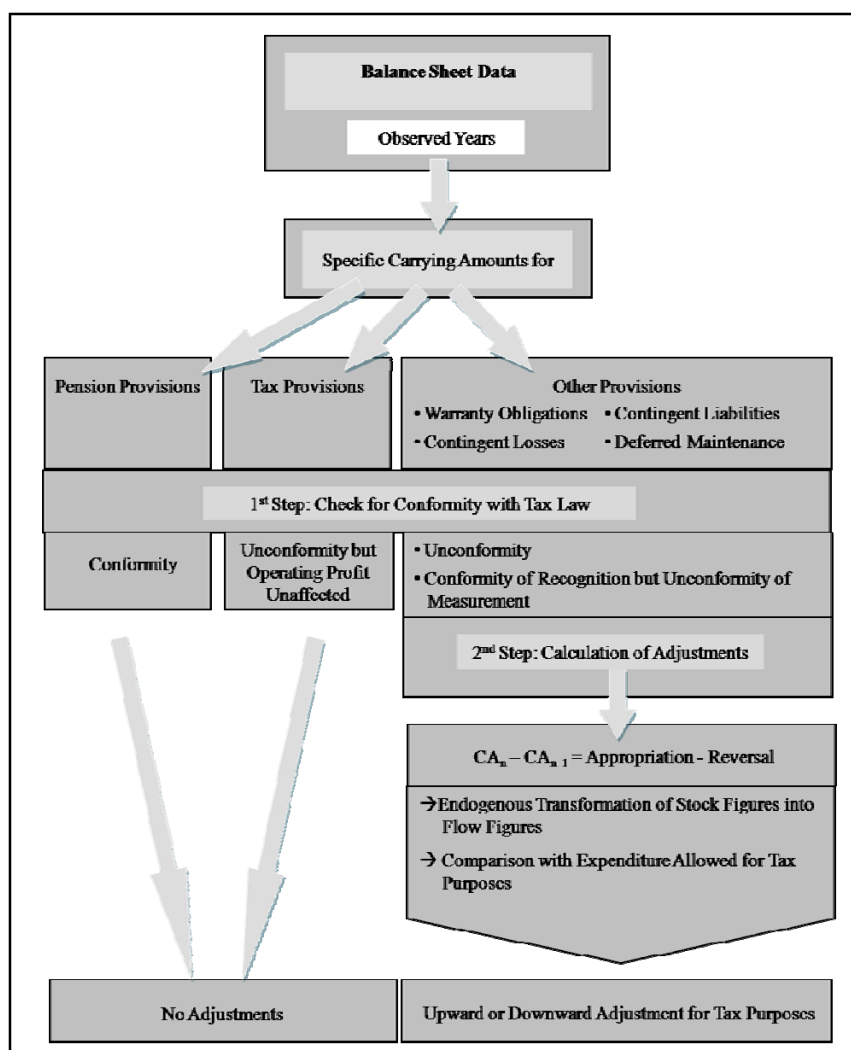 Balance Sheet Data
Observed Years
Specific Carrying Amounts for
Pension Provisions
Tax Provisions
Other Provisions
• Warranty Obligations • Contingent Liabilities
• Contingent Losses • Deferred Maintenance
1st Step: Check for Conformity with Tax Law
Conformity
Unconformity but
Operating Profit
Unaffected
• Unconformity
• Conformity of Recognition but Unconformity of
Measurement
2nd Step: Calculation of Adjustments
CAn – CAn 1 = Appropriation - Reversal
→Endogenous Transformation of Stock Figures into
Flow Figures
→ Comparison with Expenditure Allowed for Tax
Purposes
No Adjustments
Upward or Downward Adjustment for Tax Purposes